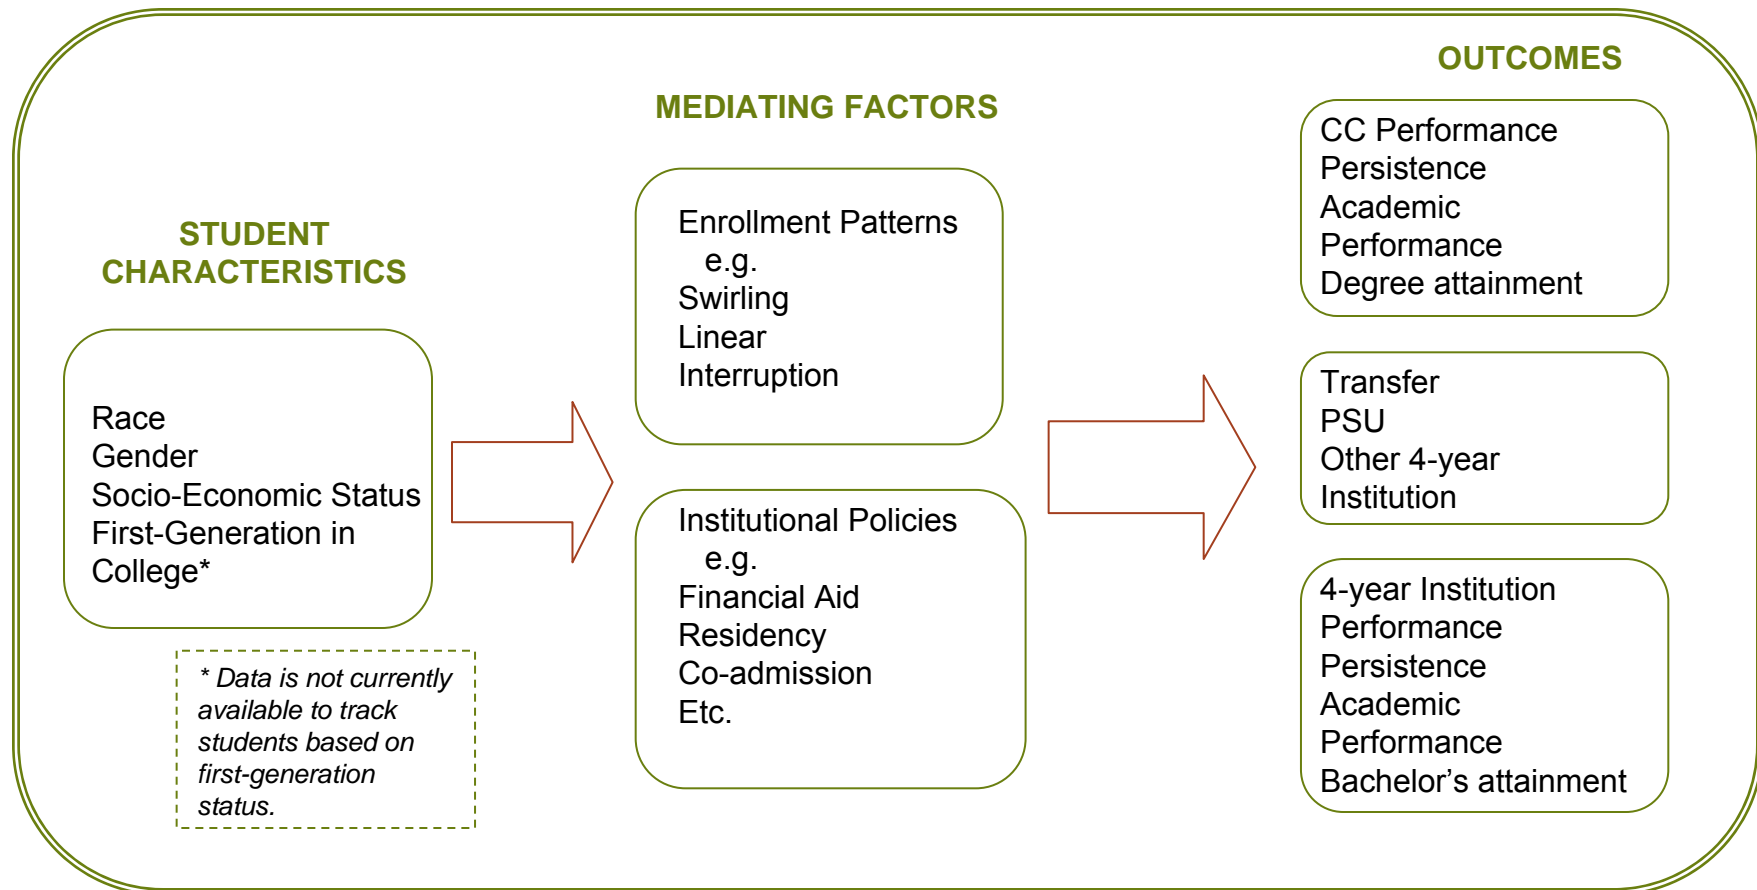 STUDENT
CHARACTERISTICS
Race
Gender
Socio-Economic Status
First-Generation in
College*
* Data is not currently
available to track
students based on
first-generation
status.
MEDIATING FACTORS
Enrollment Patterns
e.g.
Swirling
Linear
Interruption
Institutional Policies
e.g.
Financial Aid
Residency
Co-admission
Etc.
OUTCOMES
CC Performance
Persistence
Academic
Performance
Degree attainment
Transfer
PSU
Other 4-year
Institution
4-year Institution
Performance
Persistence
Academic
Performance
Bachelor’s attainment